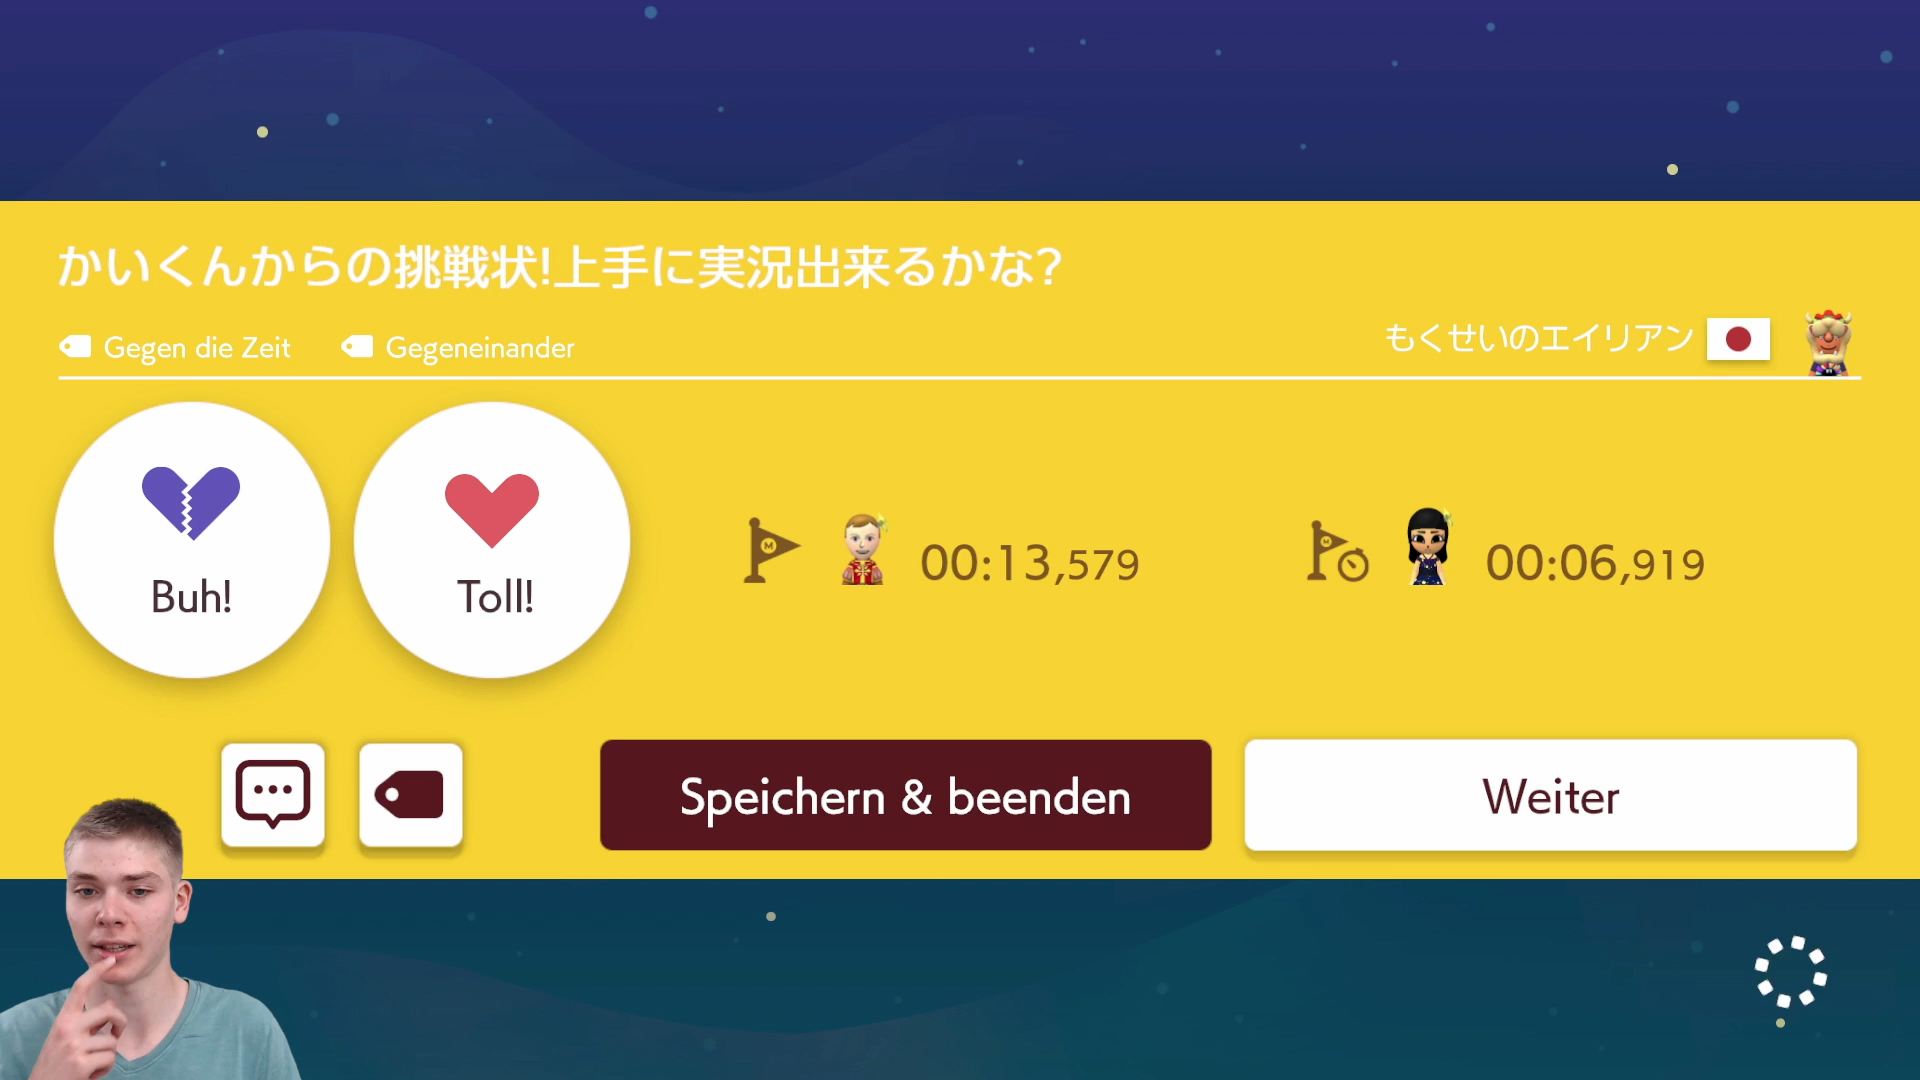 かいくんからの挑戦状!上手に実況出来るかな?
Gegen die Zeit Gegeneinander
もくせいのエイリアン
Buh!
Toll!
M
00:13,579
M
00:06,919
Speichern & beenden
Weiter